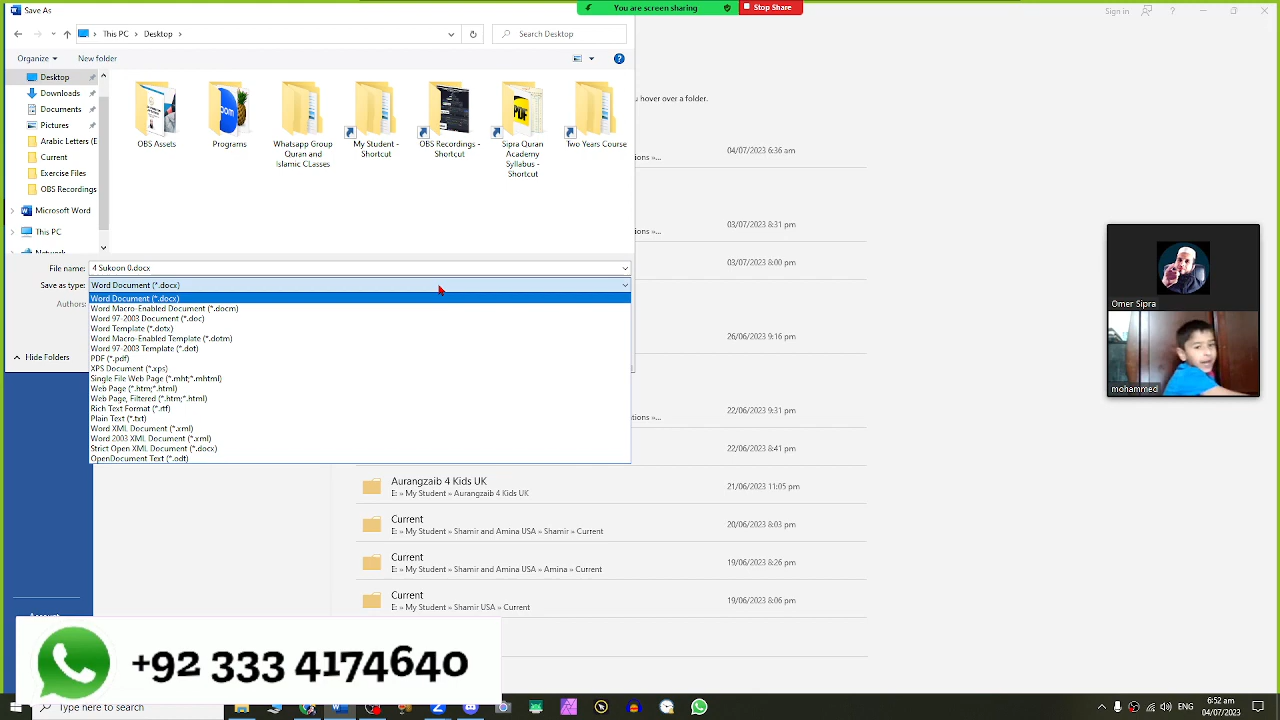 Save As
You are screen sharing
Stop Share
Sign in
This PC > Desktop >
Search Desktop
Organize
New folder
Desktop
Downloads
Documents
Pictures
Arabic Letters (E
Current
Exercise Files
OBS Recordings
Microsoft Word
This PC
Network
OBS Assets
Programs
Whatsapp Group Quran and Islamic CLasses
My Student - Shortcut
OBS Recordings - Shortcut
Sipra Quran Academy Syllabus - Shortcut
Two Years Course
u hover over a folder.
tions »...
04/07/2023 6:36 am
tions »...
03/07/2023 8:31 pm
03/07/2023 8:00 pm
26/06/2023 9:16 pm
tions »...
22/06/2023 9:31 pm
22/06/2023 8:41 pm
File name: 4 Sukoon 0.docx
Save as type: Word Document (*.docx)
Authors:
Word Document (*.docx)
Word Macro-Enabled Document (*.docm)
Word 97-2003 Document (*.doc)
Word Template (*.dotx)
Word Macro-Enabled Template (*.dotm)
Word 97-2003 Template (*.dot)
PDF (*.pdf)
XPS Document (*.xps)
Single File Web Page (*.mht;*.mhtml)
Web Page (*.htm;*.html)
Web Page, Filtered (*.htm;*.html)
Rich Text Format (*.rtf)
Plain Text (*.txt)
Word XML Document (*.xml)
Word 2003 XML Document (*.xml)
Strict Open XML Document (*.docx)
OpenDocument Text (*.odt)
Hide Folders
Omer Sipra
mohammed
Aurangzaib 4 Kids UK
E: » My Student » Aurangzaib 4 Kids UK
21/06/2023 11:05 pm
Current
E: » My Student » Shamir and Amina USA » Shamir » Current
20/06/2023 6:03 pm
Current
E: » My Student » Shamir and Amina USA » Amina » Current
19/06/2023 8:26 pm
Current
E: » My Student » Shamir USA » Current
19/06/2023 8:06 pm
Account
+92 333 4174640
Type here to search
6:52 am
04/07/2023